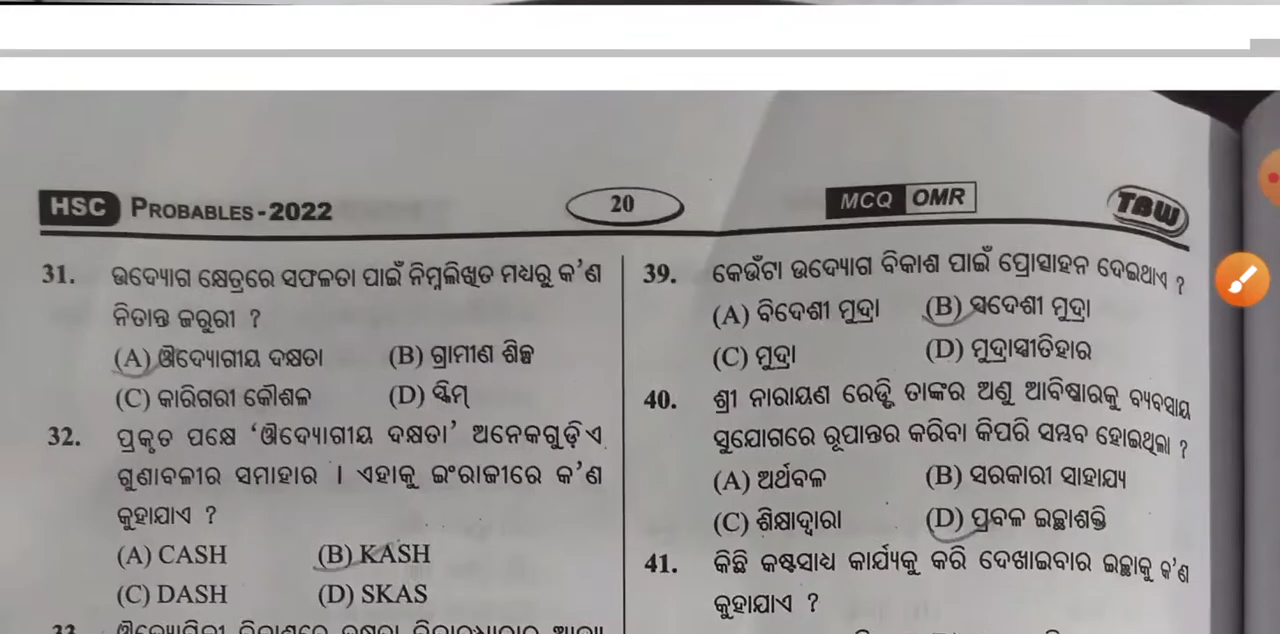 HSC PROBABLES-2022
20
MCQ OMR
TBW
31. ଉଦ୍ୟୋଗ କ୍ଷେତ୍ରରେ ସଫଳତା ପାଇଁ ନିମ୍ନଲିଖିତ ମଧ୍ୟରୁ କ'ଣ
ନିତାନ୍ତ ଜରୁରୀ ?
(A) ଔଦ୍ୟୋଗୀୟ ଦକ୍ଷତା (B) ଗ୍ରାମୀଣ ଶିଳ୍ପ
(C) କାରିଗରୀ କୌଶଳ (D) ସ୍କିମ୍
32. ପ୍ରକୃତ ପକ୍ଷେ ‘ଔଦ୍ୟୋଗୀୟ ଦକ୍ଷତା’ ଅନେକଗୁଡ଼ିଏ
ଗୁଣାବଳୀର ସମାହାର । ଏହାକୁ ଇଂରାଜୀରେ କ'ଣ
କୁହାଯାଏ ?
(A) CASH (B) KASH
(C) DASH (D) SKAS
39. କେଉଁଟା ଉଦ୍ୟୋଗ ବିକାଶ ପାଇଁ ପ୍ରୋତ୍ସାହନ ଦେଇଥାଏ ?
(A) ବିଦେଶୀ ମୁଦ୍ରା (B) ସ୍ୱଦେଶୀ ମୁଦ୍ରା
(C) ମୁଦ୍ରା (D) ମୁଦ୍ରାସ୍ଫୀତିହାର
40. ଶ୍ରୀ ନାରାୟଣ ରେଡ୍ଡି ତାଙ୍କର ଅଣୁ ଆବିଷ୍କାରକୁ ବ୍ୟବସାୟ
ସୁଯୋଗରେ ରୂପାନ୍ତର କରିବା କିପରି ସମ୍ଭବ ହୋଇଥିଲା ?
(A) ଅର୍ଥବଳ (B) ସରକାରୀ ସାହାଯ୍ୟ
(C) ଶିକ୍ଷାଦ୍ୱାରା (D) ପ୍ରବଳ ଇଚ୍ଛାଶକ୍ତି
41. କିଛି କଷ୍ଟସାଧ୍ୟ କାର୍ଯ୍ୟକୁ କରି ଦେଖାଇବାର ଇଚ୍ଛାକୁ କ'ଣ
କୁହାଯାଏ ?